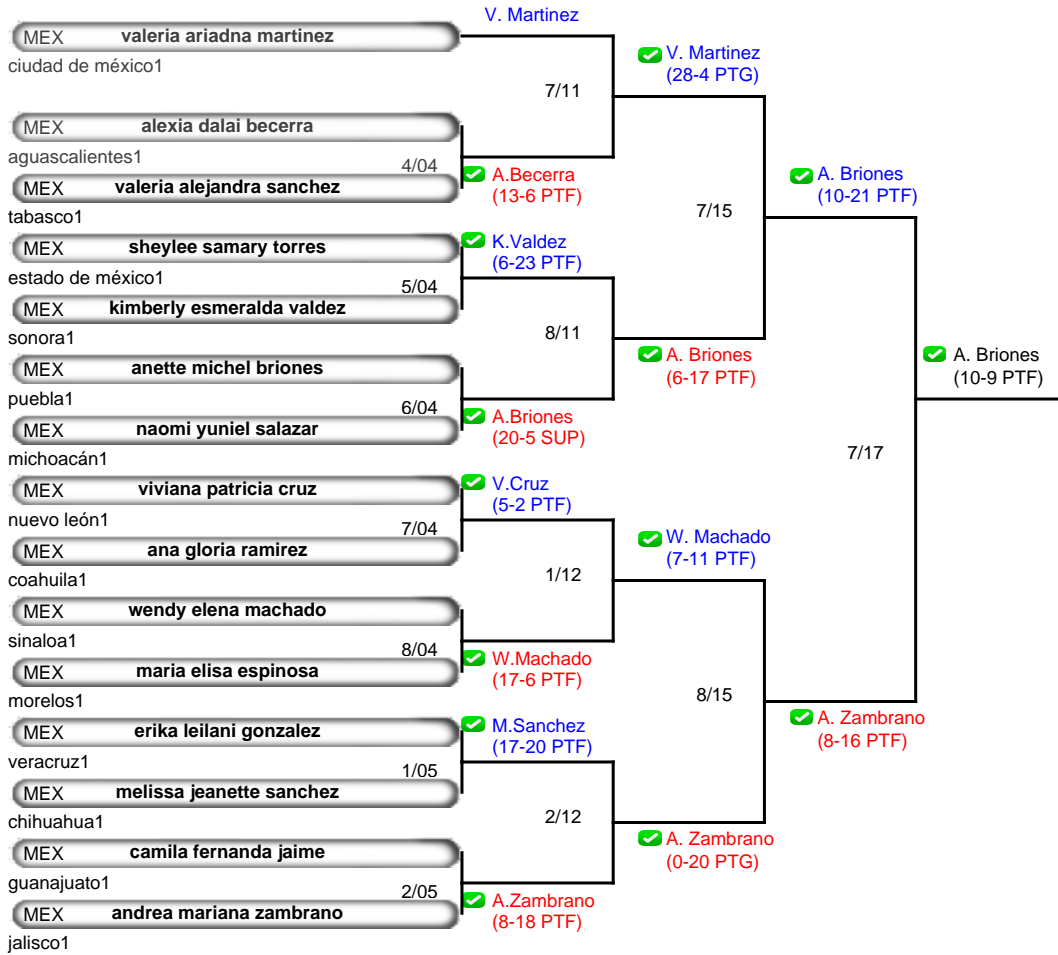 V. Martinez
MEX valeria ariadna martinez
ciudad de méxico1
V. Martinez
(28-4 PTG)
7/11
MEX alexia dalai becerra
aguascalientes1
4/04
A.Becerra
(13-6 PTF)
MEX valeria alejandra sanchez
tabasco1
A. Briones
(10-21 PTF)
7/15
MEX sheylee samary torres
estado de méxico1
K.Valdez
(6-23 PTF)
5/04
MEX kimberly esmeralda valdez
sonora1
8/11
MEX anette michel briones
puebla1
A. Briones
(6-17 PTF)
A. Briones
(10-9 PTF)
6/04
A.Briones
(20-5 SUP)
MEX naomi yuniel salazar
michoacán1
7/17
MEX viviana patricia cruz
nuevo león1
V.Cruz
(5-2 PTF)
7/04
MEX ana gloria ramirez
coahuila1
W. Machado
(7-11 PTF)
1/12
MEX wendy elena machado
sinaloa1
8/04
W.Machado
(17-6 PTF)
MEX maria elisa espinosa
morelos1
8/15
MEX erika leilani gonzalez
veracruz1
M.Sanchez
(17-20 PTF)
A. Zambrano
(8-16 PTF)
1/05
MEX melissa jeanette sanchez
chihuahua1
2/12
MEX camila fernanda jaime
guanajuato1
A. Zambrano
(0-20 PTG)
2/05
A.Zambrano
(8-18 PTF)
MEX andrea mariana zambrano
jalisco1